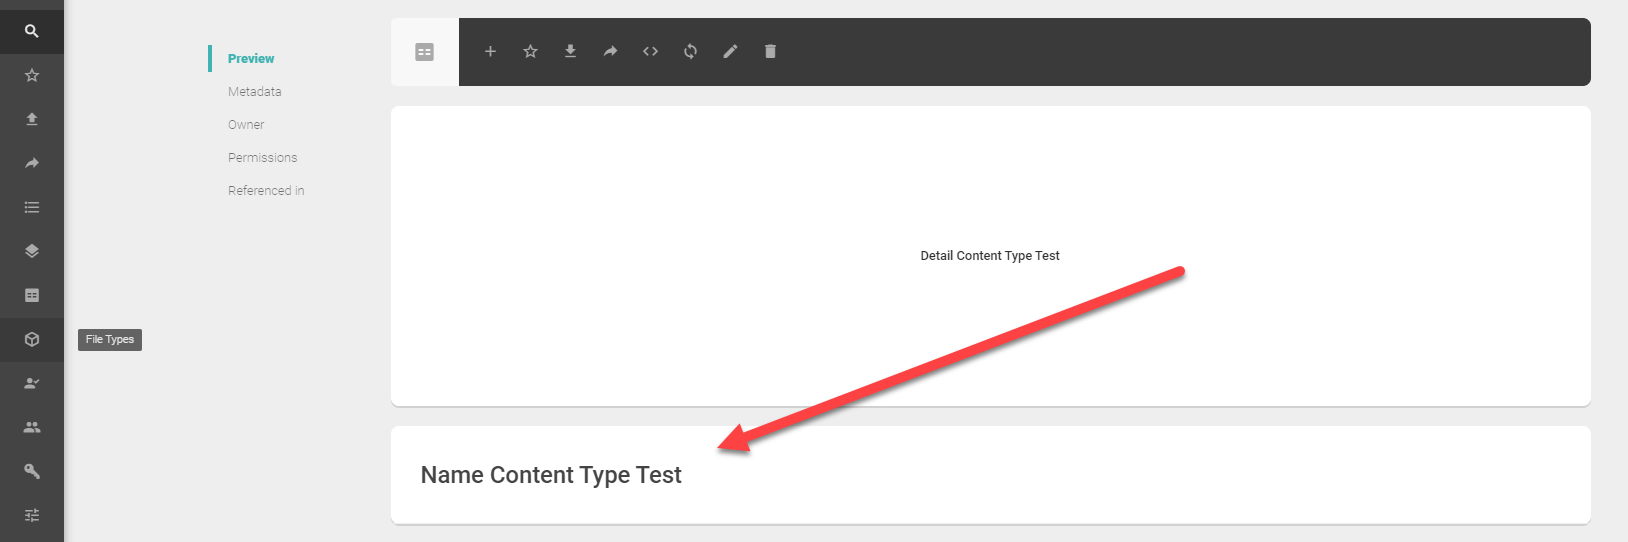 Preview
Metadata
Owner
Permissions
Referenced in
File Types
Detail Content Type Test
Name Content Type Test